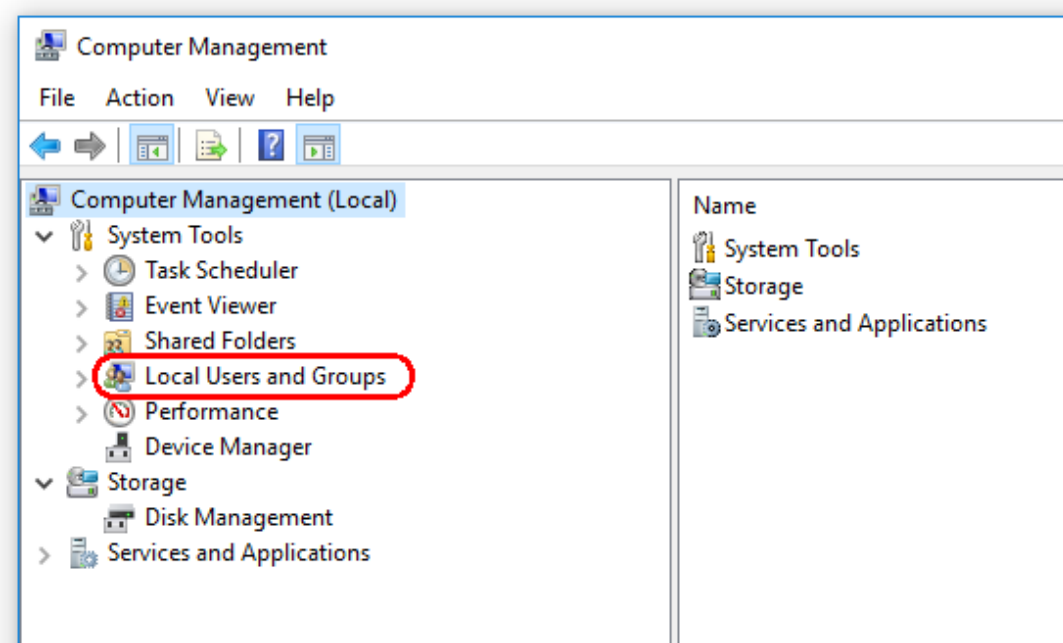 Computer Management
File Action View Help
Computer Management (Local)
System Tools
Task Scheduler
Event Viewer
Shared Folders
Local Users and Groups
Performance
Device Manager
Storage
Disk Management
Services and Applications
Name
System Tools
Storage
Services and Applications